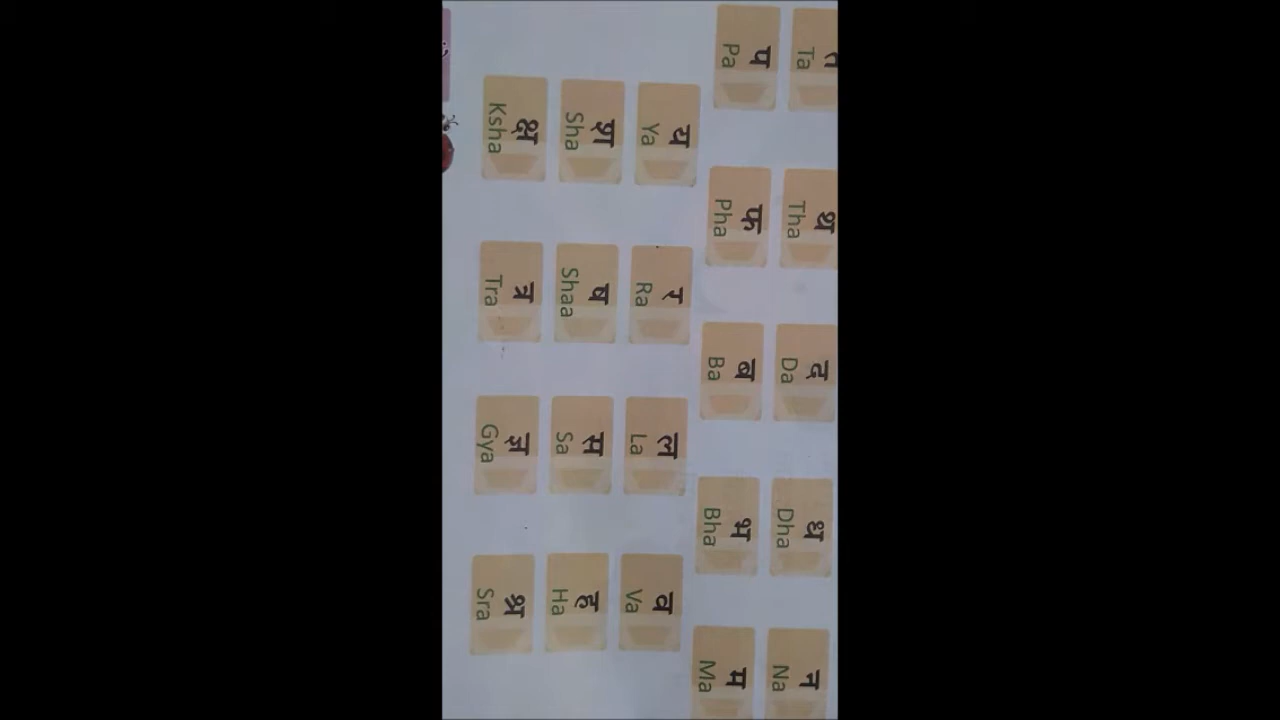 त थ द ध न
Ta Tha Da Dha Na
प फ ब भ म
Pa Pha Ba Bha Ma
य र ल व
Ya Ra La Va
श ष स ह
Sha Shaa Sa Ha
क्ष त्र ज्ञ श्र
Ksha Tra Gya Sra